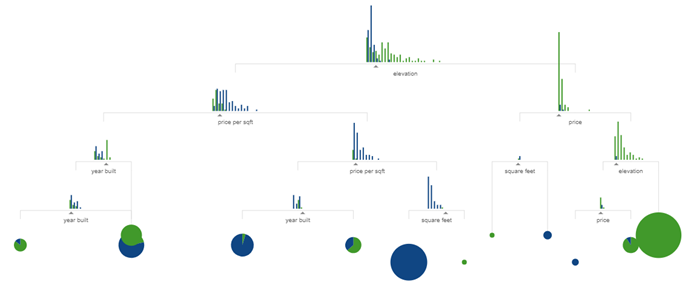 elevation
price per sqft
price
year built
price per sqft
square feet
elevation
year built
year built
square feet
price